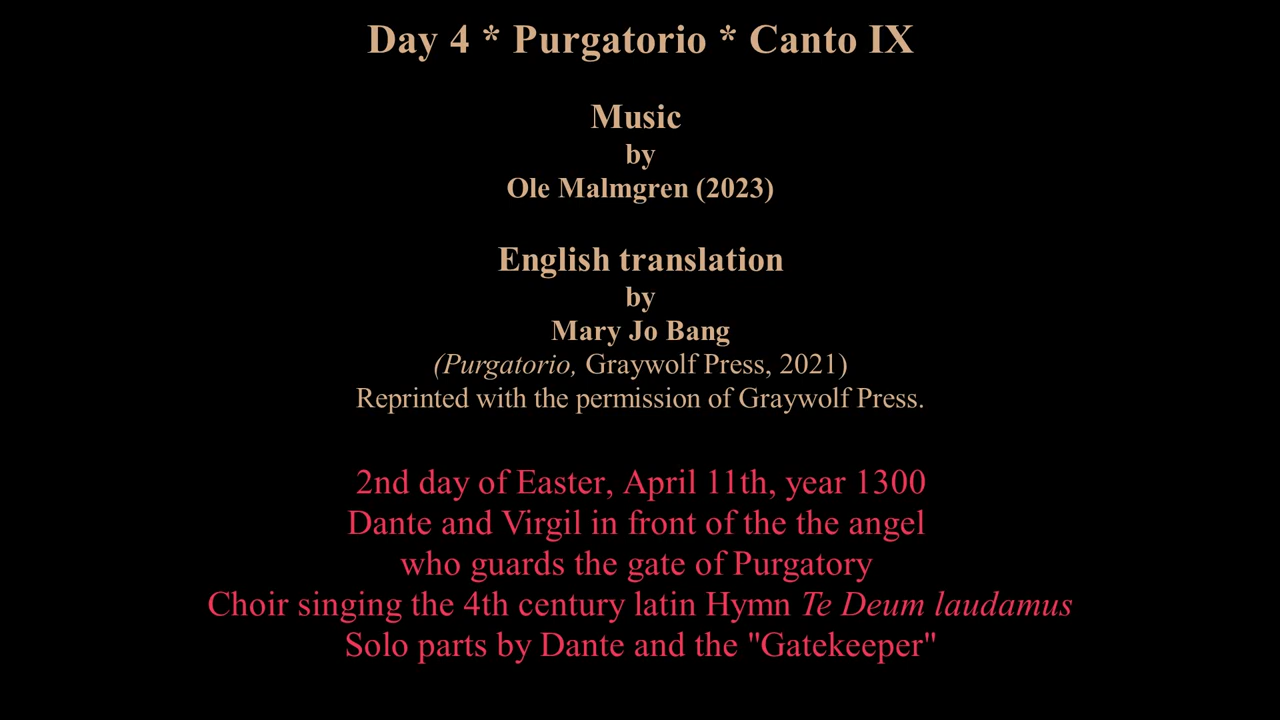 Day 4 * Purgatorio * Canto IX
Music
by
Ole Malmgren (2023)
English translation
by
Mary Jo Bang
(Purgatorio, Graywolf Press, 2021)
Reprinted with the permission of Graywolf Press.
2nd day of Easter, April 11th, year 1300
Dante and Virgil in front of the the angel
who guards the gate of Purgatory
Choir singing the 4th century latin Hymn Te Deum laudamus
Solo parts by Dante and the "Gatekeeper"